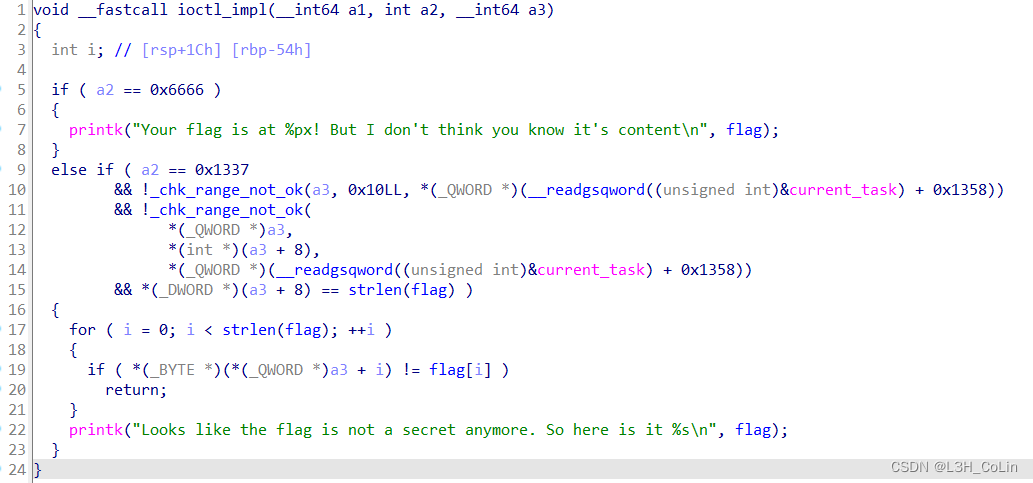 1 void __fastcall ioctl_impl(__int64 a1, int a2, __int64 a3)
2 {
3   int i; // [rsp+1Ch] [rbp-54h]
4
5   if ( a2 == 0x6666 )
6   {
7     printk("Your flag is at %px! But I don't think you know it's content\n", flag);
8   }
9   else if ( a2 == 0x1337
10          && !_chk_range_not_ok(a3, 0x10LL, *(_QWORD *)(__readgsqword((unsigned int)&current_task) + 0x1358))
11          && !_chk_range_not_ok(
12                *(_QWORD *)a3,
13                *(int *)(a3 + 8),
14                *(_QWORD *)(__readgsqword((unsigned int)&current_task) + 0x1358))
15          && *(_DWORD *)(a3 + 8) == strlen(flag) )
16   {
17     for ( i = 0; i < strlen(flag); ++i )
18     {
19       if ( *(_BYTE *)(*(_QWORD *)a3 + i) != flag[i] )
20         return;
21     }
22     printk("Looks like the flag is not a secret anymore. So here is it %s\n", flag);
23   }
24 }
CSDN @L3H_CoLin